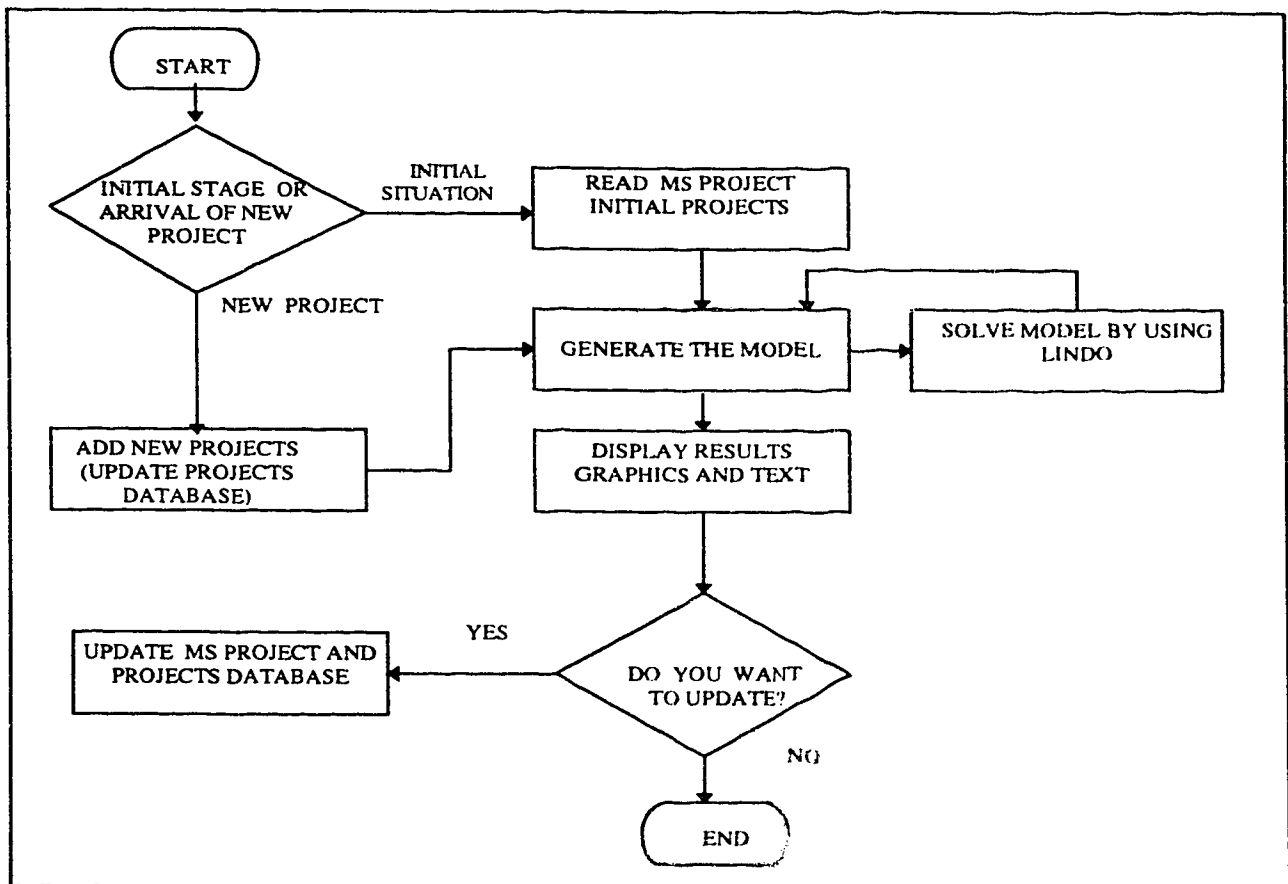 START
INITIAL STAGE OR
ARRIVAL OF NEW
PROJECT
INITIAL
SITUATION
READ MS PROJECT
INITIAL PROJECTS
NEW PROJECT
GENERATE THE MODEL
SOLVE MODEL BY USING
LINDO
ADD NEW PROJECTS
(UPDATE PROJECTS
DATABASE)
DISPLAY RESULTS
GRAPHICS AND TEXT
YES
UPDATE MS PROJECT AND
PROJECTS DATABASE
DO YOU WANT
TO UPDATE?
NO
END